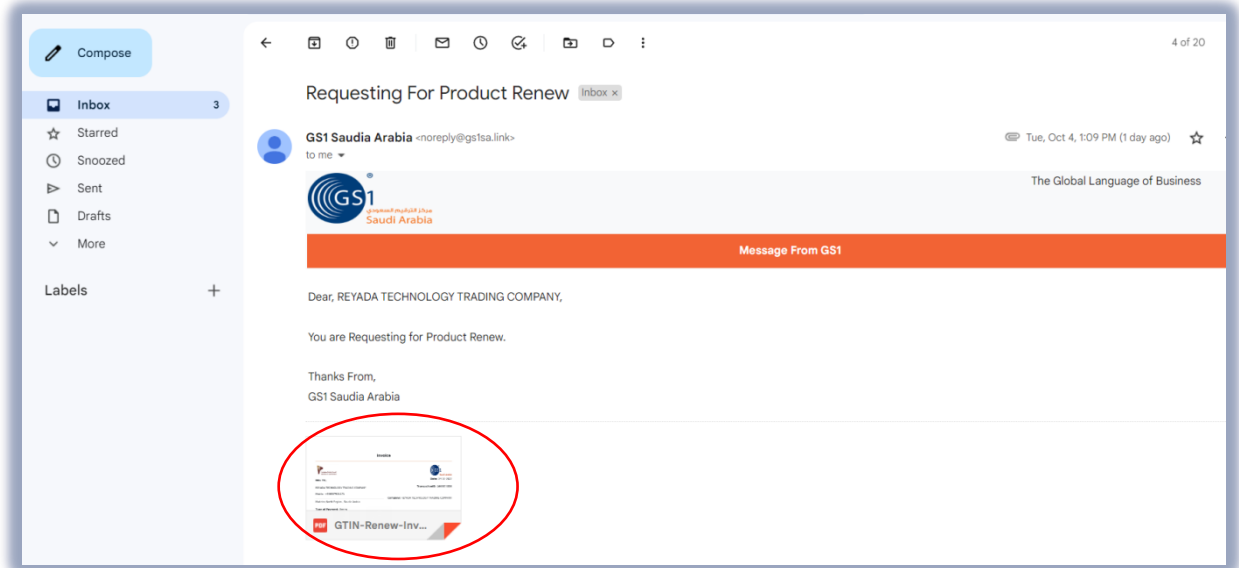 Compose
4 of 20
Inbox 3
Starred
Snoozed
Sent
Drafts
More
Labels
Requesting For Product Renew Inbox ×
GS1 Saudia Arabia <noreply@gs1sa.link>
Tue, Oct 4, 1:09 PM (1 day ago)
to me
GS1
Saudi Arabia
The Global Language of Business
Message From GS1
Dear, REYADA TECHNOLOGY TRADING COMPANY,
You are Requesting for Product Renew.
Thanks From,
GS1 Saudia Arabia
Invoice
GS1
PDF GTIN-Renew-Inv...